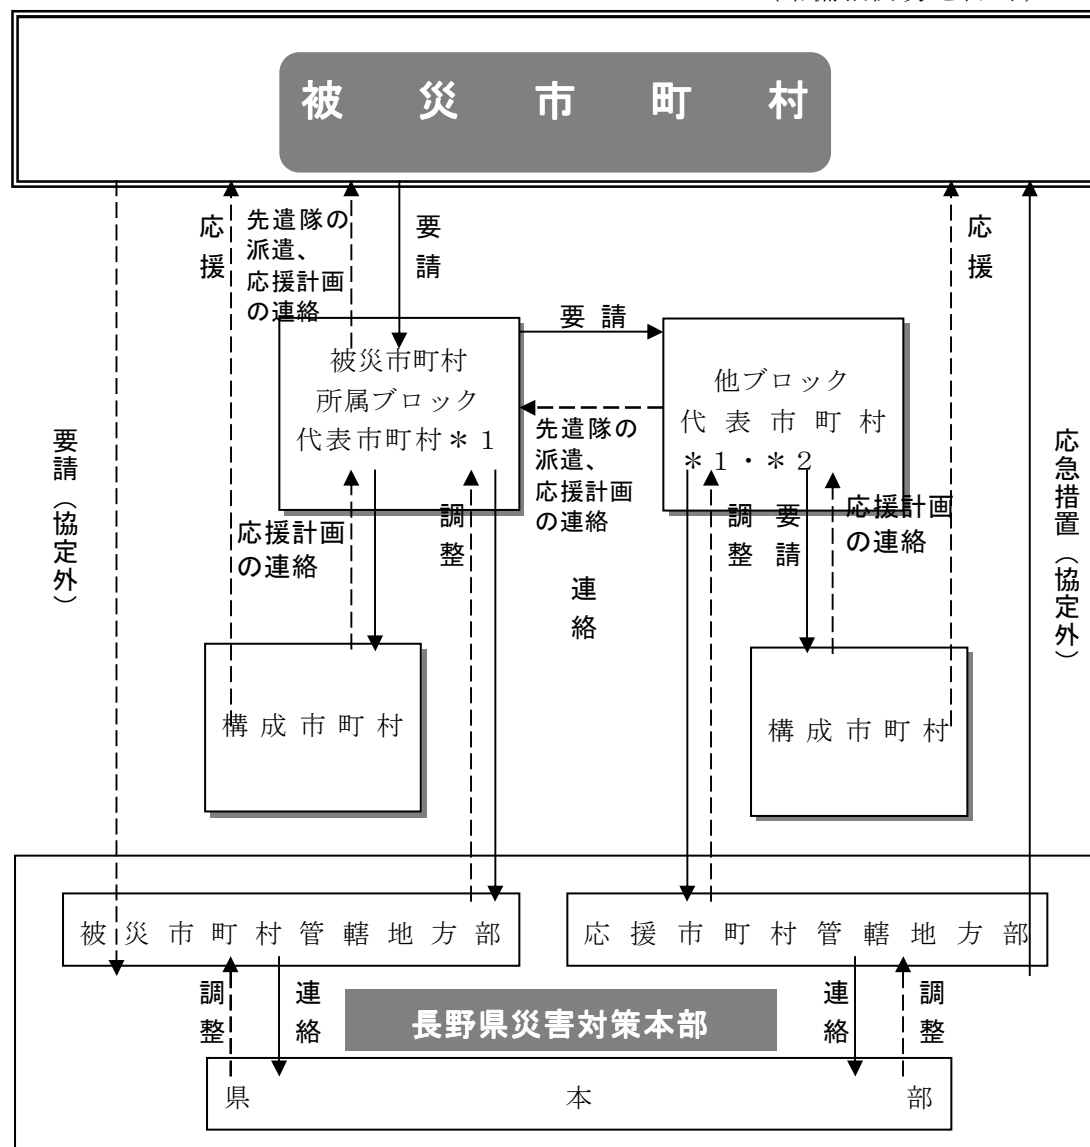 被災市町村
応援
先遣隊の
派遣、
応援計画
の連絡
要請
応援
要請
被災市町村
所属ブロック
代表市町村＊1
他ブロック
代表市町村
＊1・＊2
先遣隊の
派遣、
応援計画
の連絡
要請（協定外）
応急措置（協定外）
応援計画
の連絡
調整
連絡
調整
要請
応援計画
の連絡
構成市町村
構成市町村
被災市町村管轄地方部
応援市町村管轄地方部
調整
連絡
長野県災害対策本部
連絡
調整
県本部